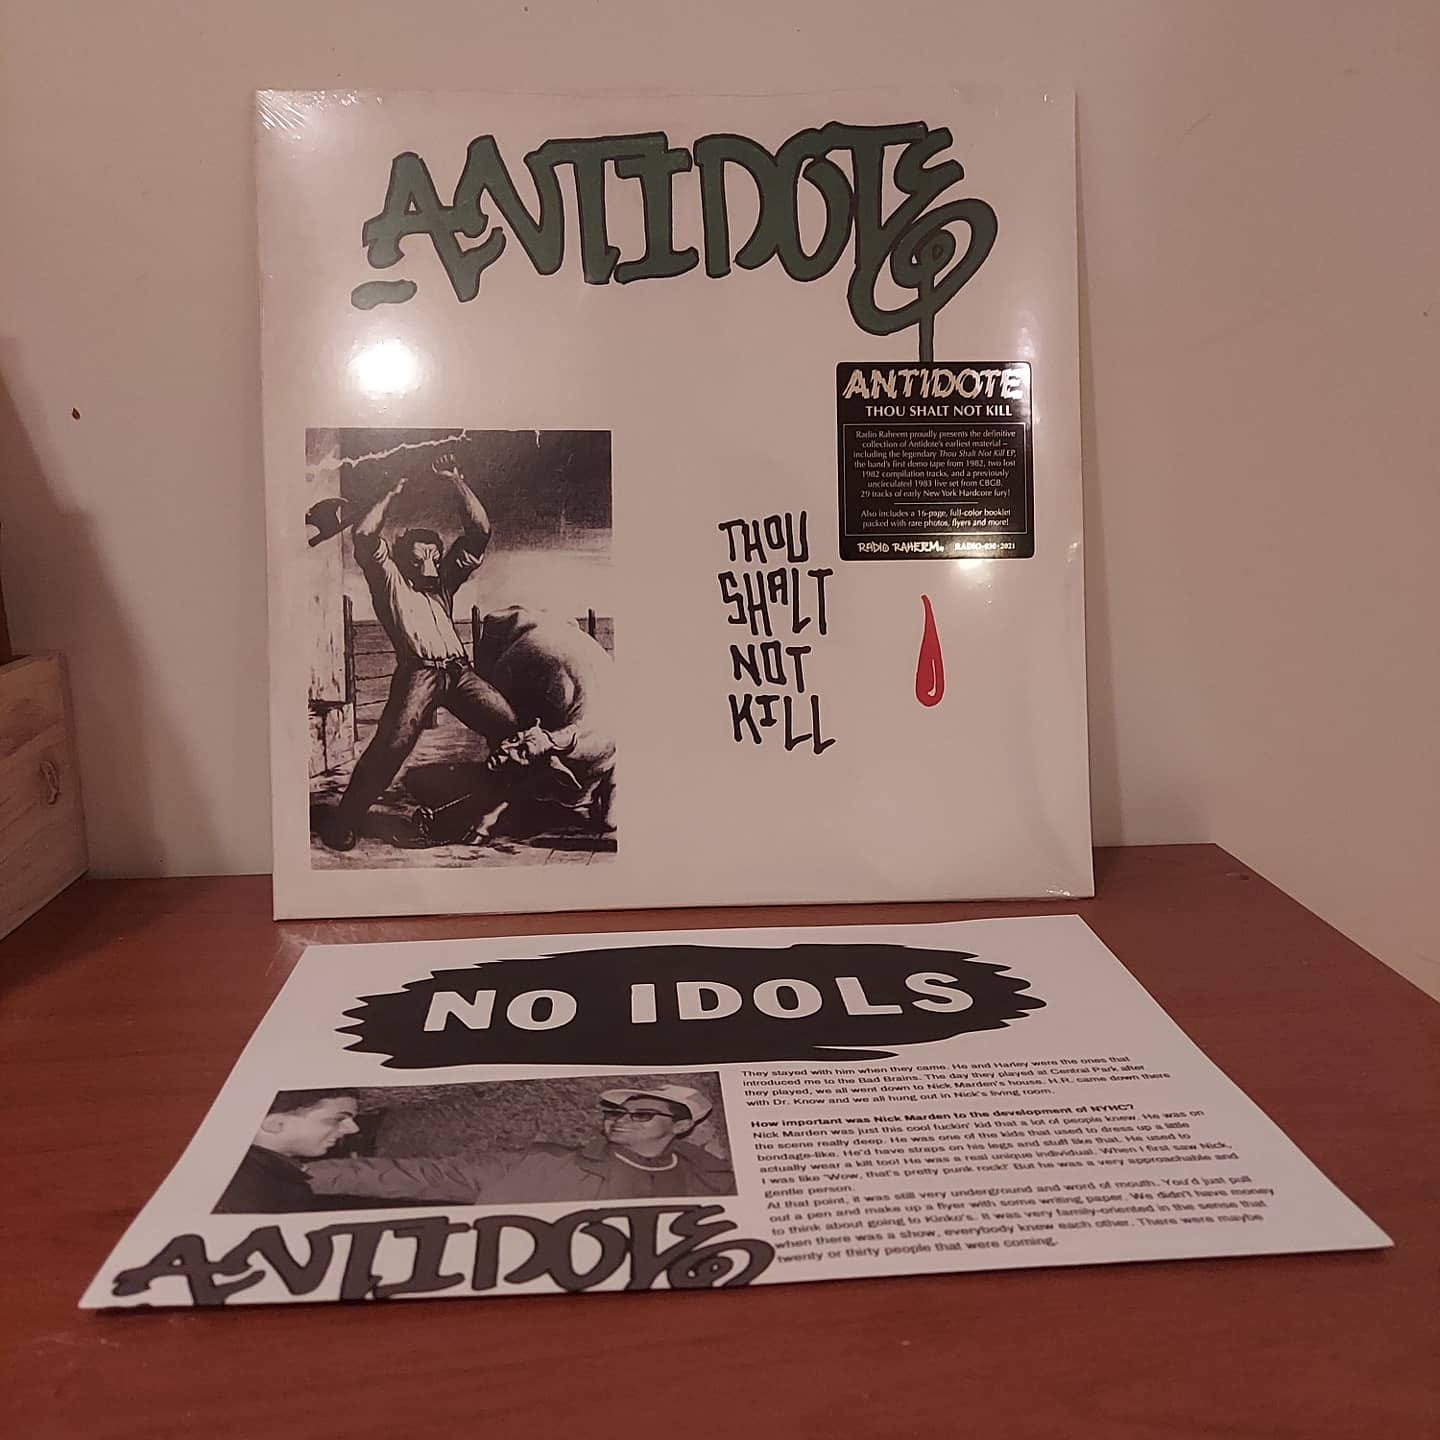 ANTIDOTE
ANTIDOTE
THOU SHALT NOT KILL
Radio Raheem proudly presents the definitive
collection of Antidote's earliest material –
including the legendary Thou Shalt Not Kill EP,
the band's first demo tape from 1982, two lost
1982 compilation tracks, and a previously
uncirculated 1983 live set from CBGB.
29 tracks of early New York Hardcore fury!
Also includes a 16-page, full-color booklet
packed with rare photos, flyers and more!
RADIO RAHEEM. RADIO-030•2021
THOU
SHALT
NOT
KILL
NO IDOLS
They stayed with him when they came. He and Harley were the ones that
introduced me to the Bad Brains. The day they played at Central Park after
they played, we all went down to Nick Marden's house. H.R. came down there
with Dr. Know and we all hung out in Nick's living room.
How important was Nick Marden to the development of NYHC?
Nick Marden was just this cool fuckin' kid that a lot of people knew. He was on
the scene really deep. He was one of the kids that used to dress up a little
bondage-like. He'd have straps on his legs and stuff like that. He used to
actually wear a kilt too! He was a real unique individual. When I first saw Nick,
I was like "Wow, that's pretty punk rock!" But he was a very approachable and
gentle person.
At that point, it was still very underground and word of mouth. You'd just pull
out a pen and make up a flyer with some writing paper. We didn't have money
to think about going to Kinko's. It was very family-oriented in the sense that
when there was a show, everybody knew each other. There were maybe
twenty or thirty people that were coming.
ANTIDOTE